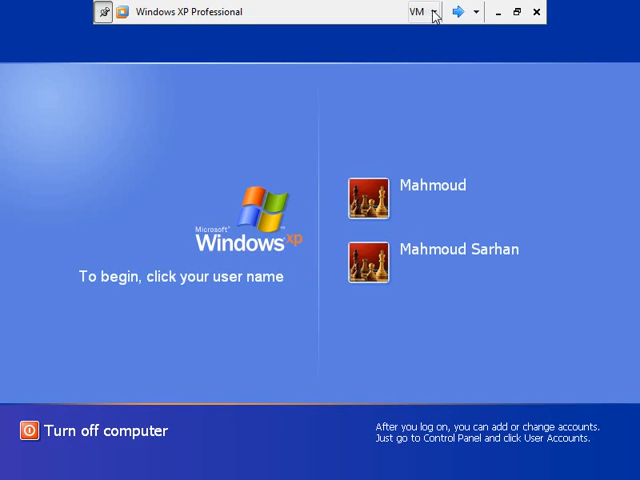 Windows XP Professional
VM
Mahmoud
Microsoft
Windows xp
Mahmoud Sarhan
To begin, click your user name
Turn off computer
After you log on, you can add or change accounts.
Just go to Control Panel and click User Accounts.